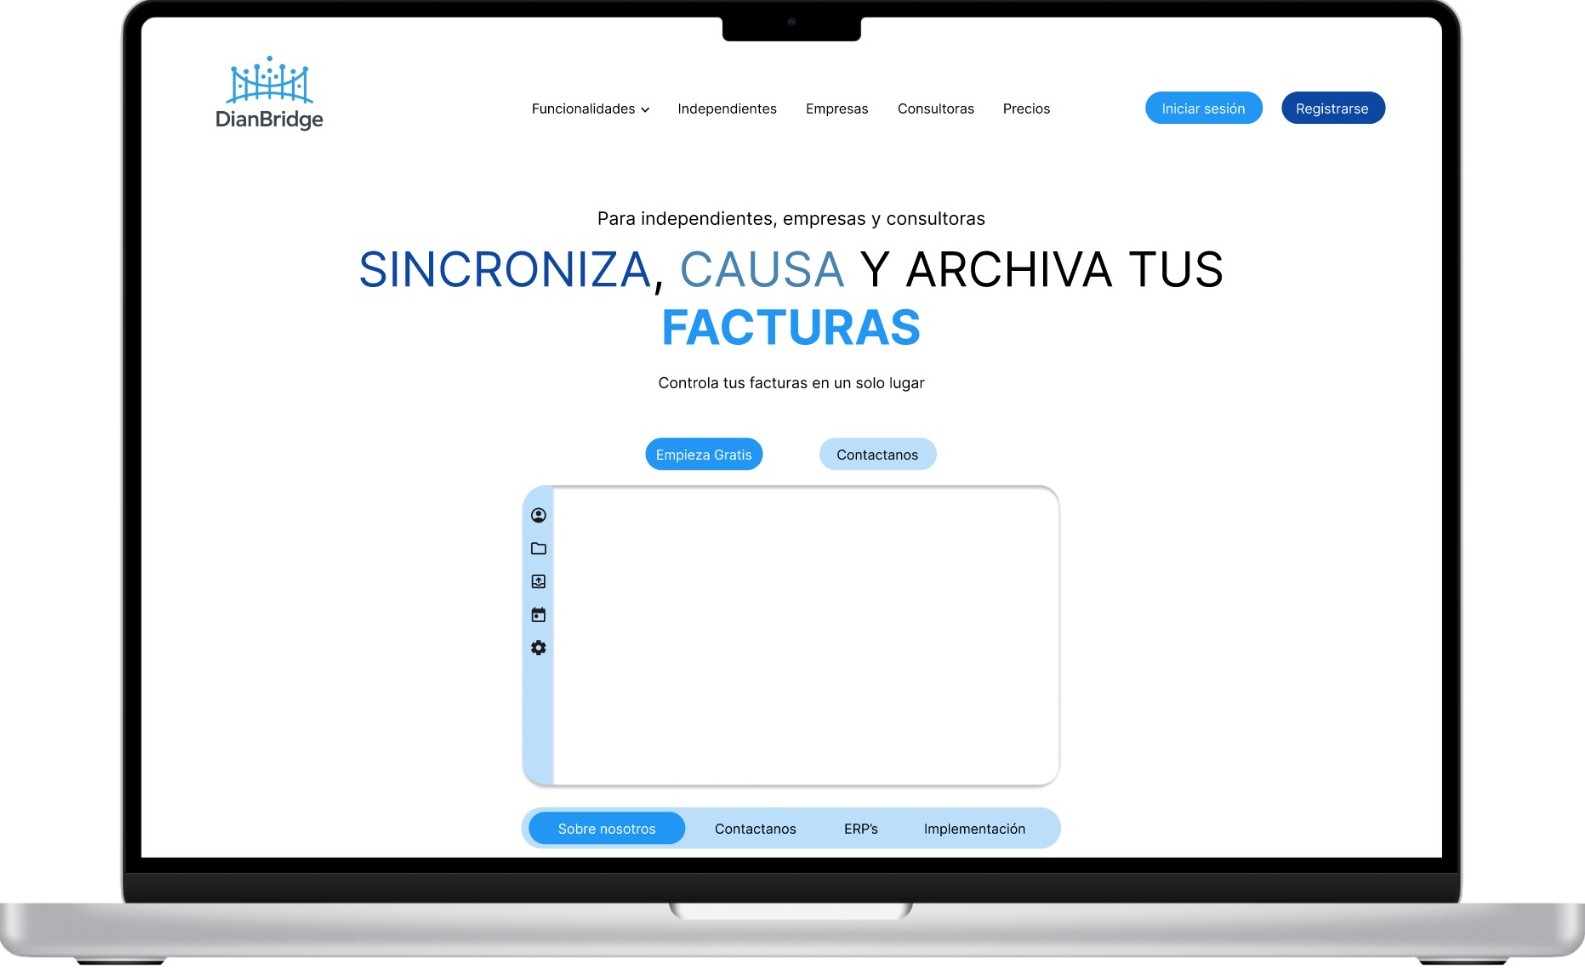 DianBridge
Funcionalidades
Independientes
Empresas
Consultoras
Precios
Iniciar sesión
Registrarse
Para independientes, empresas y consultoras
SINCRONIZA, CAUSA Y ARCHIVA TUS
FACTURAS
Controla tus facturas en un solo lugar
Empieza Gratis
Contactanos
Sobre nosotros
Contactanos
ERP's
Implementación